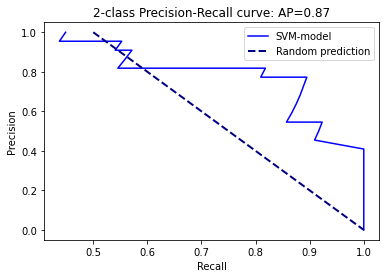 2-class Precision-Recall curve: AP=0.87
SVM-model
Random prediction
Precision
1.0
0.8
0.6
0.4
0.2
0.0
0.5 0.6 0.7 0.8 0.9 1.0
Recall